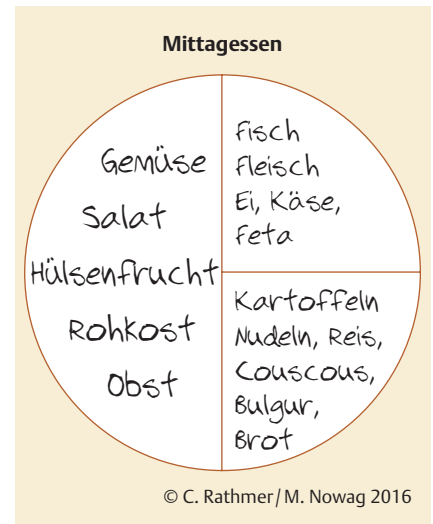 Mittagessen
Gemüse
Salat
Hülsenfrucht
Rohkost
Obst
Fisch
Fleisch
Ei, Käse,
Feta
Kartoffeln
Nudeln, Reis,
Couscous,
Bulgur,
Brot
© C. Rathmer/M. Nowag 2016